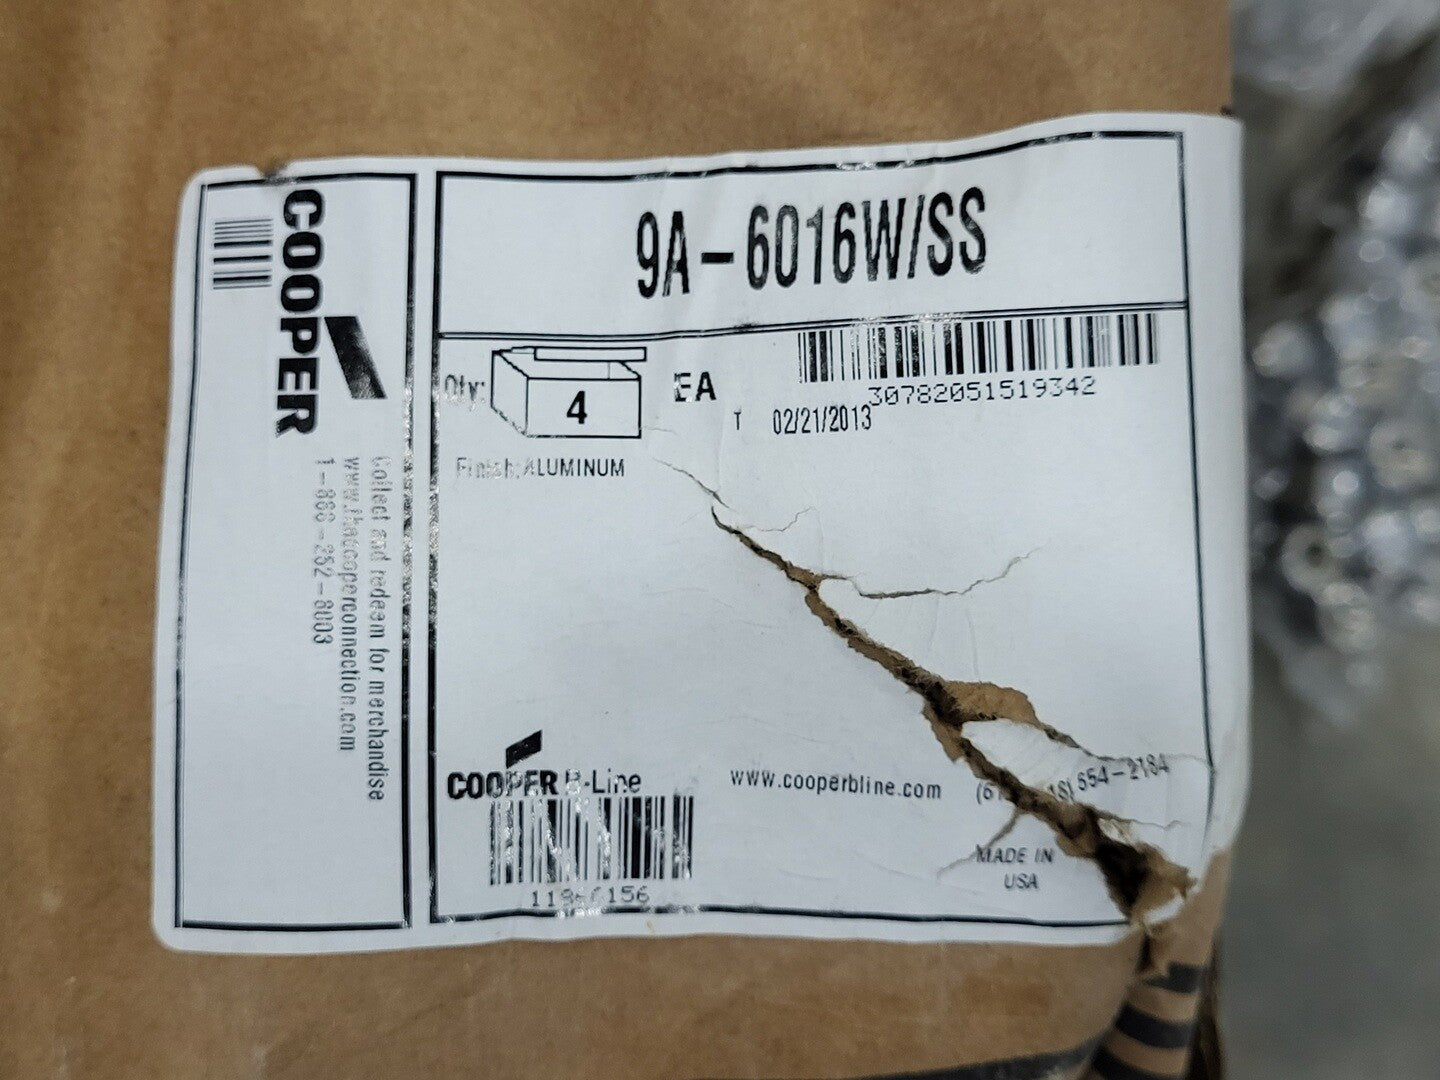 COOPER
Collect and redeem for merchandise
www.thecooperconnection.com
1-866-252-8003
9A-6016W/SS
Qty: 4 EA
30782051519342
T 02/21/2013
Finish: ALUMINUM
COOPER B-Line
www.cooperbline.com
654-2184
MADE IN
USA